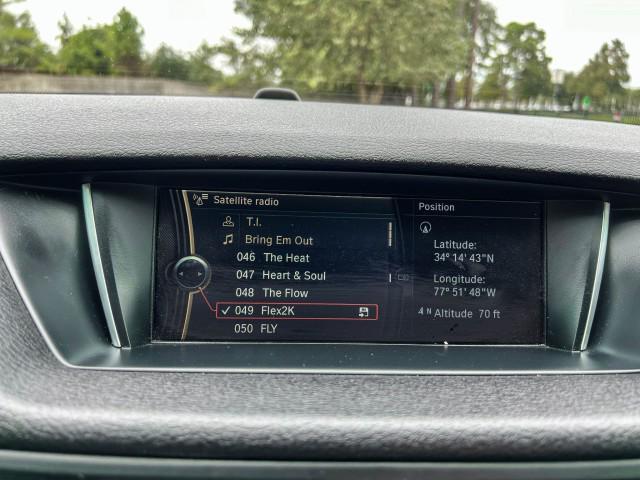 Satellite radio
T.I.
Bring Em Out
046 The Heat
047 Heart & Soul
048 The Flow
049 Flex2K
050 FLY
Position
Latitude:
34° 14' 43"N
Longitude:
77° 51' 48"W
Altitude 70 ft